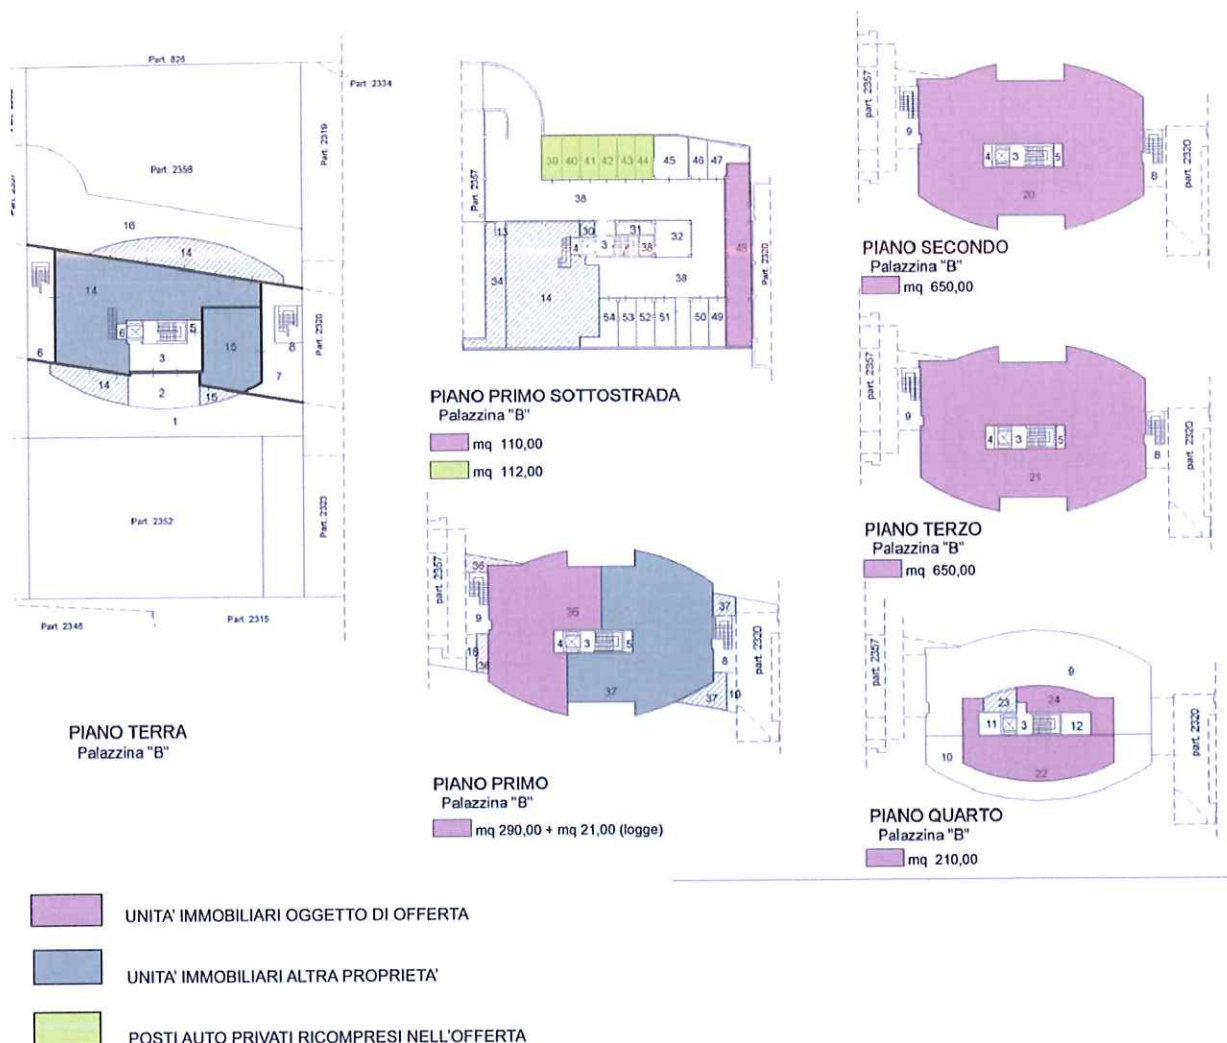 Part. 826
Part. 2334
Part. 2319
Part. 2358
16
14
14
6
5
6
3
15
8
Part. 2320
7
14
2
15
1
Part. 2352
Part. 2323
Part. 2348
Part. 2315
PIANO TERRA
Palazzina "B"
39 40 41 42 43 44 45 46 47
Part. 2357
38
13
30
31
32
4
3
38
48
Part. 2320
34
14
38
54 53 52 51 50 49
PIANO PRIMO SOTTOSTRADA
Palazzina "B"
mq 110,00
mq 112,00
part. 2357
36
36
37
9
4 3 5
18
36
8
part. 2320
37
37
19
PIANO PRIMO
Palazzina "B"
mq 290,00 + mq 21,00 (logge)
part. 2357
9
4 3 5
8
part. 2320
20
PIANO SECONDO
Palazzina "B"
mq 650,00
part. 2357
9
4 3 5
8
part. 2320
21
PIANO TERZO
Palazzina "B"
mq 650,00
part. 2357
9
23
24
11 3 12
10
22
part. 2320
PIANO QUARTO
Palazzina "B"
mq 210,00
UNITA' IMMOBILIARI OGGETTO DI OFFERTA
UNITA' IMMOBILIARI ALTRA PROPRIETA'
POSTI AUTO PRIVATI RICOMPRESI NELL'OFFERTA